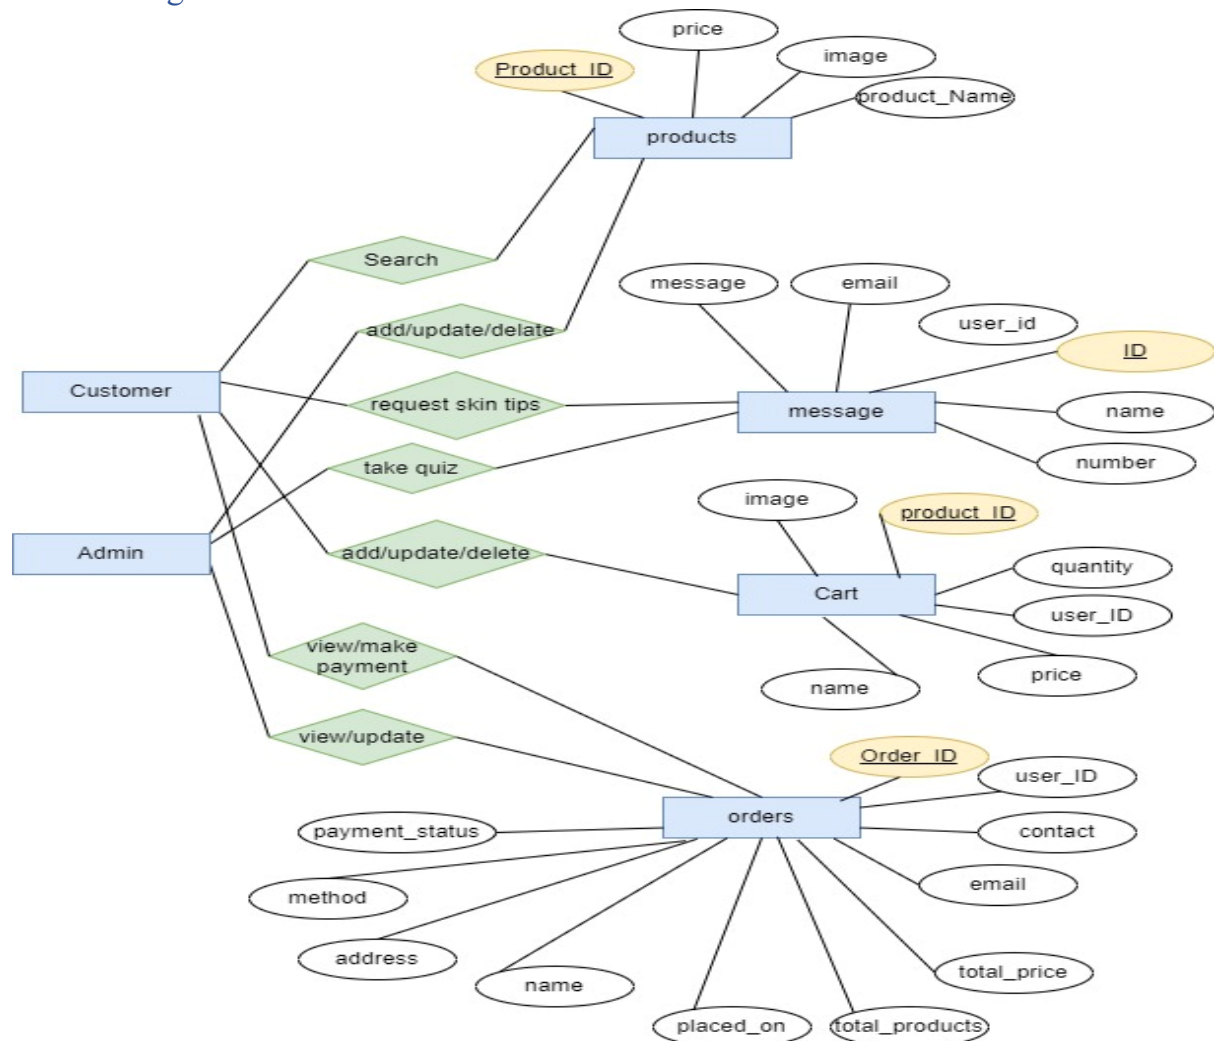 price
image
Product_ID
product_Name
products
Search
message
email
user_id
add/update/delate
ID
Customer
request skin tips
message
name
take quiz
number
image
product_ID
Admin
add/update/delete
quantity
Cart
user_ID
view/make
payment
price
name
view/update
Order_ID
user_ID
orders
payment_status
contact
email
method
address
total_price
name
placed_on
total_products